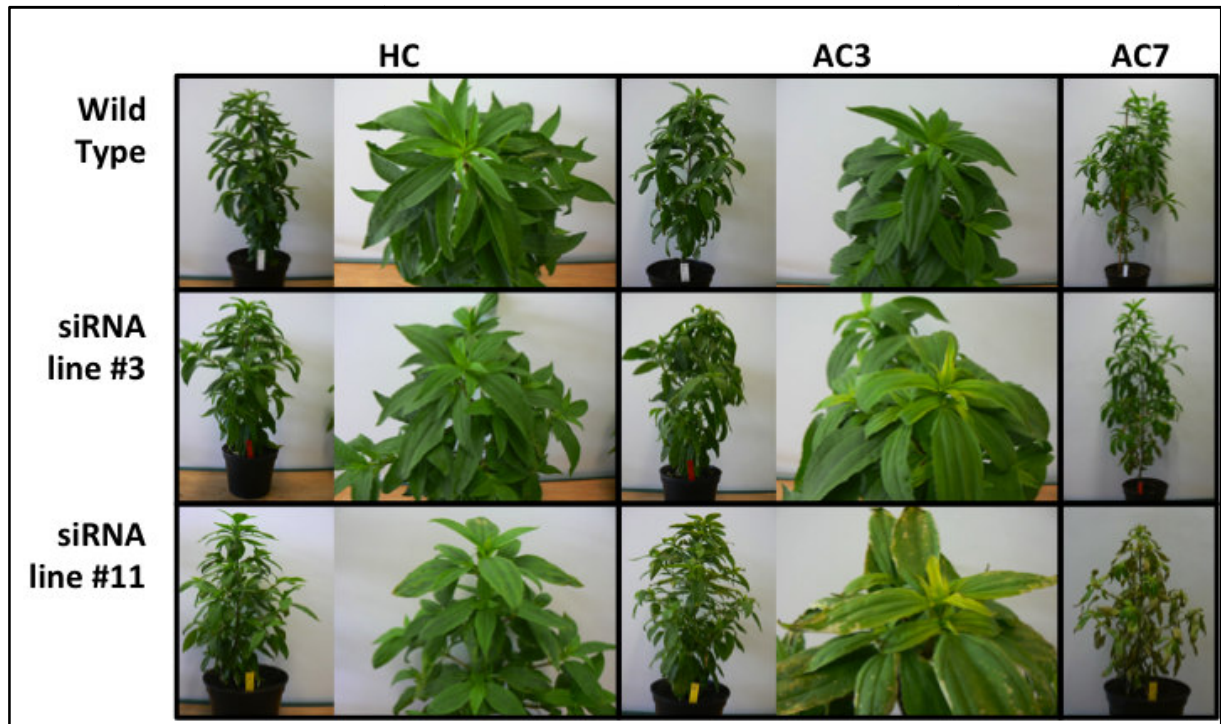 HC AC3 AC7
Wild
Type
siRNA
line #3
siRNA
line #11